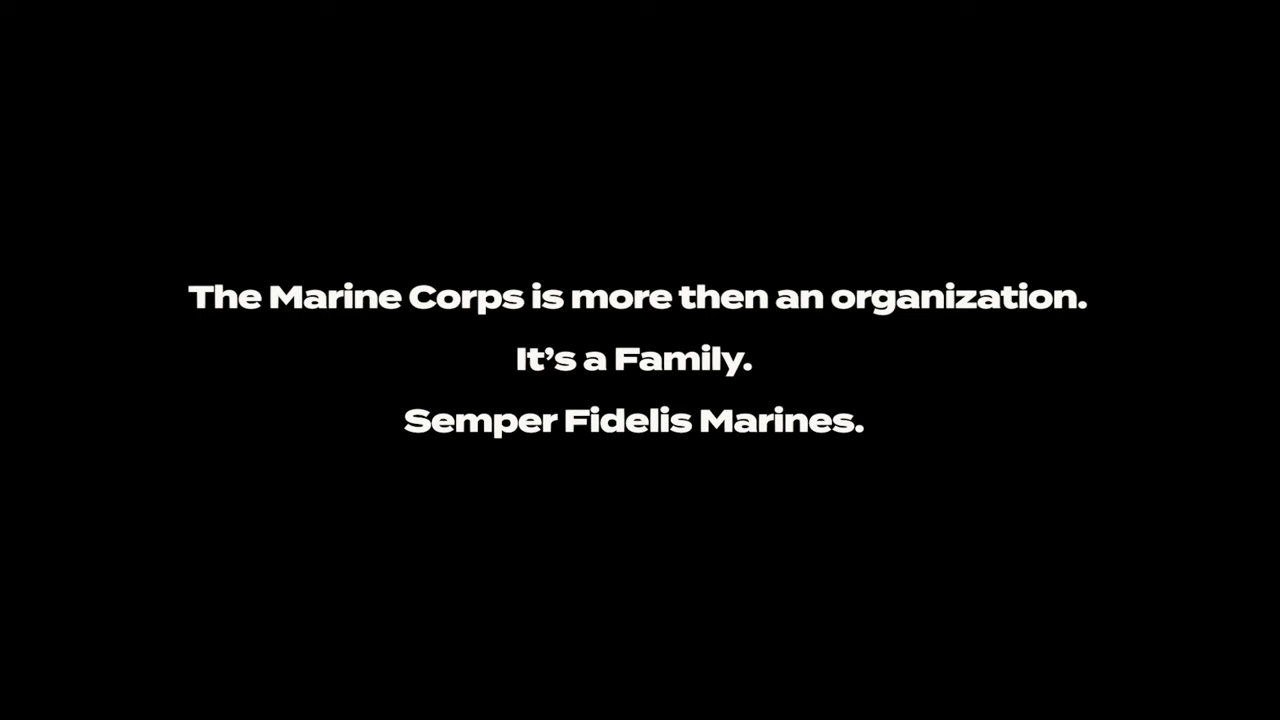 The Marine Corps is more then an organization.
It’s a Family.
Semper Fidelis Marines.